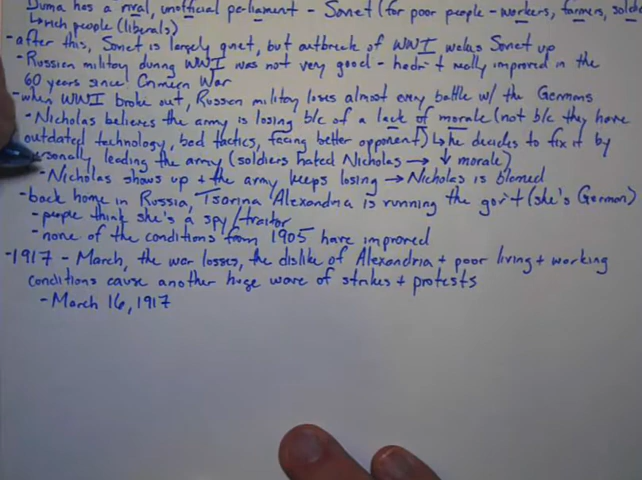 Duma has a rival, unofficial parliament - Soviet (for poor people - workers, farmers, soldi
↳rich people (liberals)
-after this, Soviet is largely quiet, but outbreak of WWI wakes Soviet up
-Russian military during WWI was not very good - hadn't really improved in the
60 years since Crimean War
-when WWI broke out, Russian military loses almost every battle w/ the Germans
-Nicholas believes the army is losing b/c of a lack of morale (not b/c they have
outdated technology, bad tactics, facing better opponent) ↳he decides to fix it by
ersonally leading the army (soldiers hated Nicholas → ↓ morale)
-Nicholas shows up + the army keeps losing → Nicholas is blamed
-back home in Russia, Tsarina Alexandria is running the gov't (she's German)
-people think she's a spy/traitor
-none of the conditions from 1905 have improved
-1917 - March, the war losses, the dislike of Alexandria + poor living + working
conditions cause another huge wave of strikes + protests
-March 16, 1917